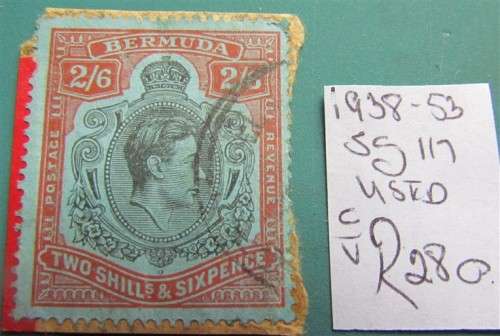 BERMUDA
2/6 2/6
POSTAGE REVENUE
TWO SHILLS & SIXPENCE
1938-53
SG 117
USED
R280.